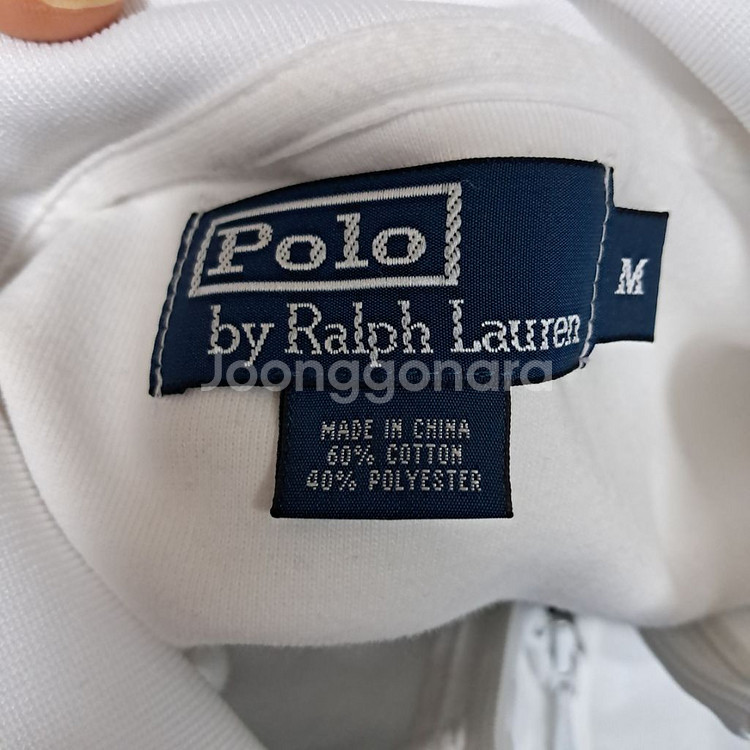 Polo
by Ralph Lauren
M
Joonggonara
MADE IN CHINA
60% COTTON
40% POLYESTER